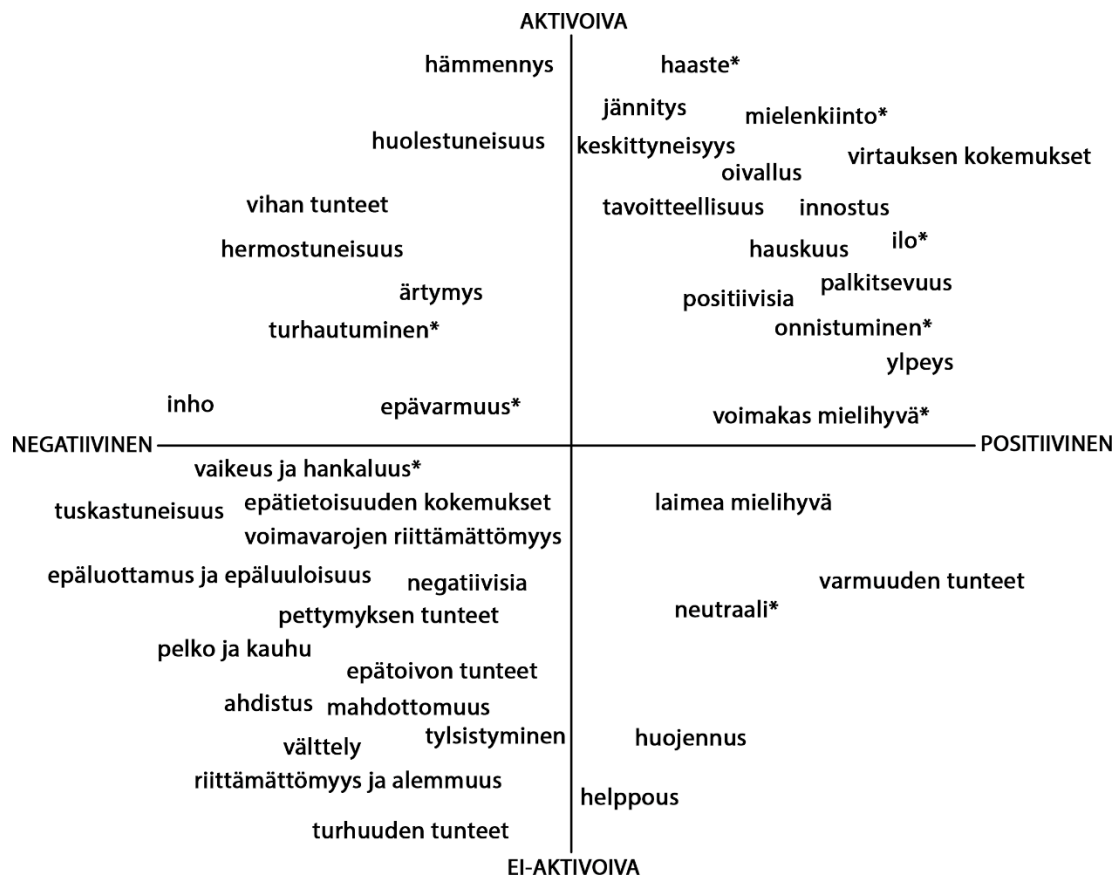 AKTIVOIVA
hämmennys
haaste*
jännitys
mielenkiinto*
huolestuneisuus
keskittyneisyys
virtauksen kokemukset
oivallus
vihan tunteet
tavoitteellisuus
innostus
hermostuneisuus
hauskuus
ilo*
ärtymys
positiivisia
palkitsevuus
turhautuminen*
onnistuminen*
ylpeys
inho
epävarmuus*
voimakas mielihyvä*
NEGATIIVINEN
POSITIIVINEN
vaikeus ja hankaluus*
tuskastuneisuus
epätietoisuuden kokemukset
laimea mielihyvä
voimavarojen riittämättömyys
epäluottamus ja epäluuloisuus
negatiivisia
varmuuden tunteet
pettymyksen tunteet
neutraali*
pelko ja kauhu
epätoivon tunteet
ahdistus
mahdottomuus
välttely
tylsistyminen
huojennus
riittämättömyys ja alemmuus
helppous
turhuuden tunteet
EI-AKTIVOIVA